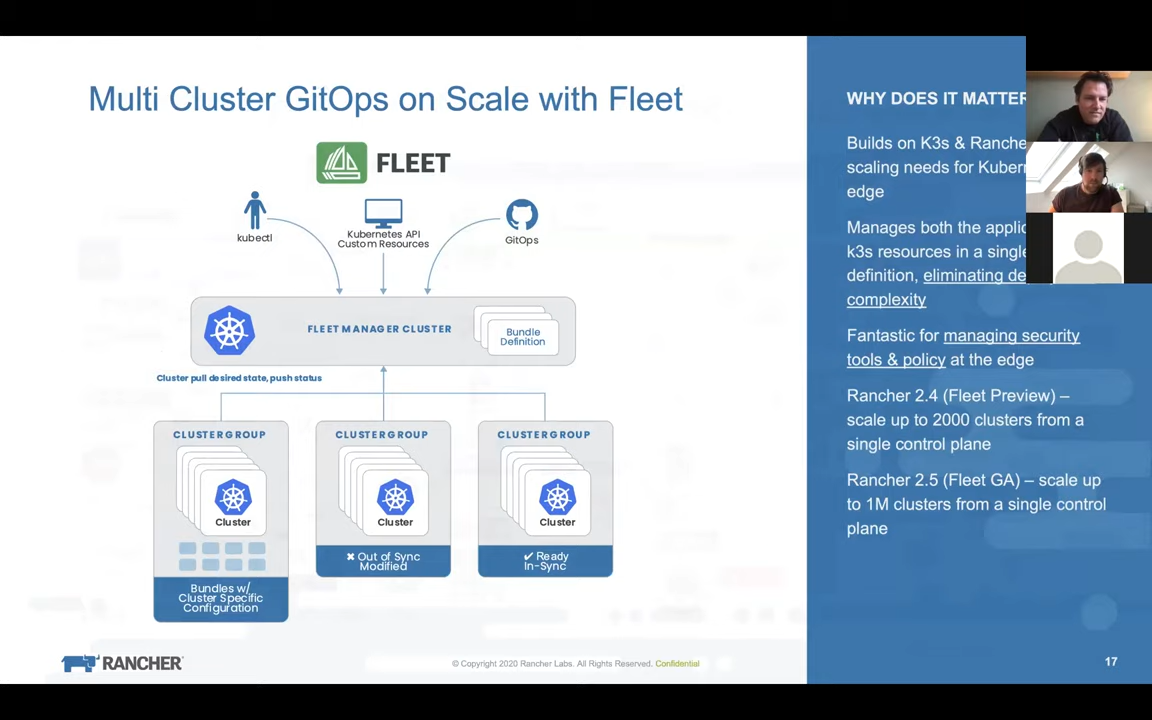 Multi Cluster GitOps on Scale with Fleet
FLEET
kubectl
Kubernetes API
Custom Resources
GitOps
FLEET MANAGER CLUSTER
Bundle
Definition
Cluster pull desired state, push status
CLUSTER GROUP
Cluster
Bundles w/
Cluster Specific
Configuration
CLUSTER GROUP
Cluster
✖ Out of Sync
Modified
CLUSTER GROUP
Cluster
✔ Ready
In-Sync
RANCHER
© Copyright 2020 Rancher Labs. All Rights Reserved. Confidential
WHY DOES IT MATTER
Builds on K3s &
scaling needs for
edge
Manages both the
k3s resources in a
definition, eliminating
complexity
Fantastic for managing security
tools & policy at the edge
Rancher 2.4 (Fleet Preview) –
scale up to 2000 clusters from a
single control plane
Rancher 2.5 (Fleet GA) – scale up
to 1M clusters from a single control
plane
17